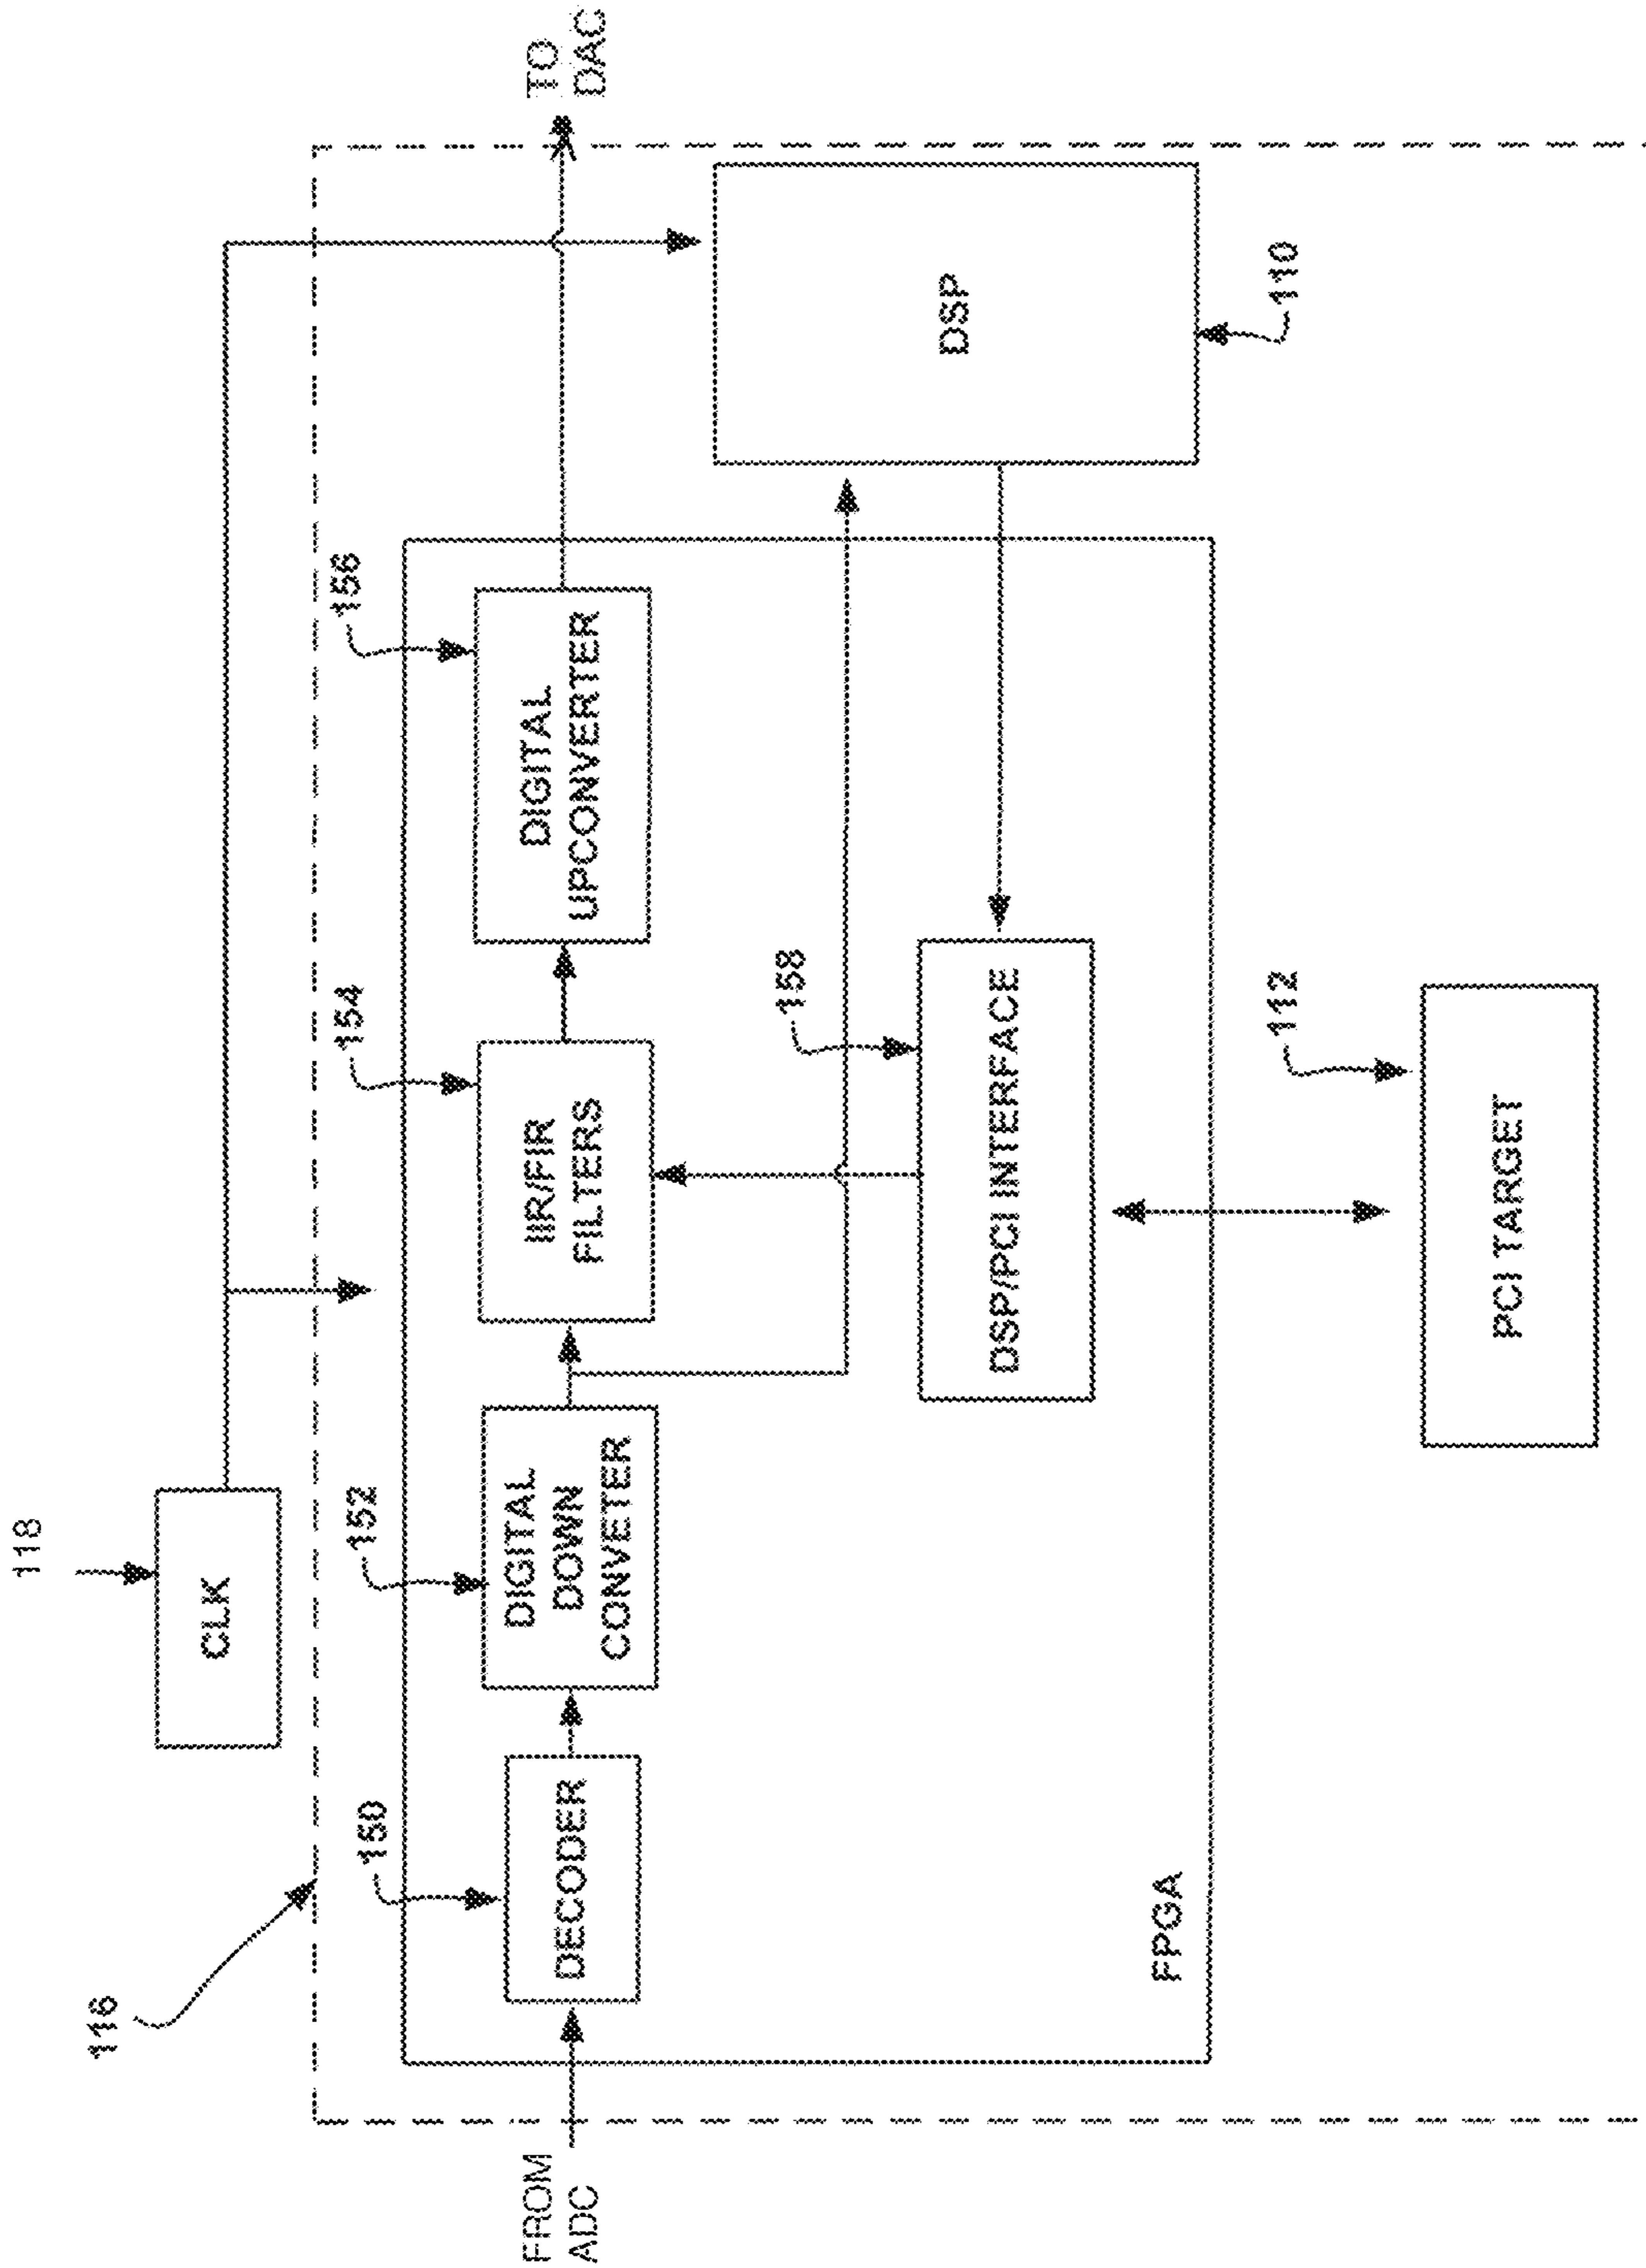 118
CLK
116
150
152
154
156
FROM
ADC
DECODER
DIGITAL
DOWN
CONVETER
IIR/FIR
FILTERS
DIGITAL
UPCONVERTER
TO
DAC
158
DSP/PCI INTERFACE
DSP
110
FPGA
112
PCI TARGET